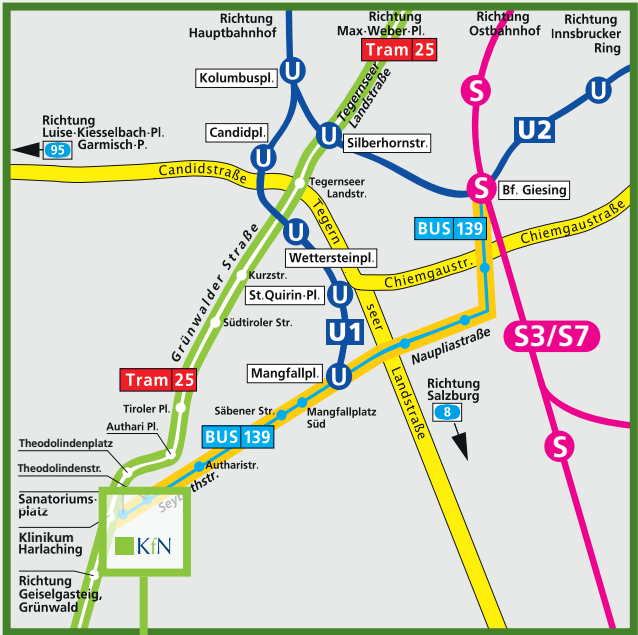 Richtung
Hauptbahnhof
Richtung
Max-Weber-Pl.
Richtung
Ostbahnhof
Richtung
Innsbrucker
Ring
Tram 25
U
Kolumbuspl.
Tegernseer
Landstraße
S
U
Richtung
Luise-Kiesselbach-Pl.
Garmisch-P.
95
Candidpl.
U
U
Silberhornstr.
U2
Candidstraße
Tegernseer
Landstr.
S
Bf. Giesing
Tegern
seer
Landstraße
BUS 139
Chiemgaustr.
Chiemgaustraße
Grünwalder Straße
U
Wettersteinpl.
Kurzstr.
St.Quirin-Pl.
U
Südtiroler Str.
U1
S3/S7
Naupliastraße
Tram 25
Mangfallpl.
U
Richtung
Salzburg
8
Tiroler Pl.
Säbener Str.
Mangfallplatz
Süd
Authari Pl.
BUS 139
S
Theodolindenplatz
Autharistr.
Theodolindenstr.
Sanatoriums-
platz
Klinikum
Harlaching
KfN
Richtung
Geiselgasteig,
Grünwald